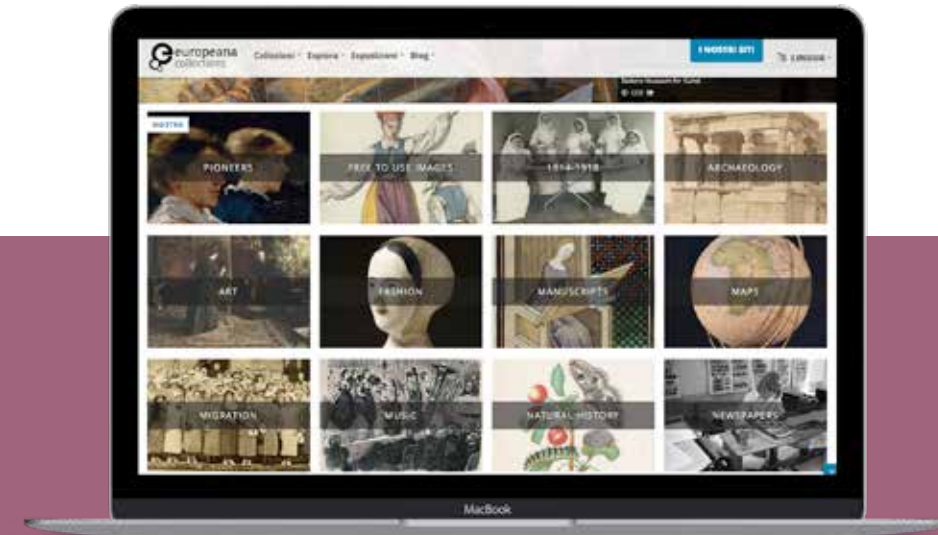 europeana
collections
Collezioni Esplora Esposizioni Blog
I NOSTRI SITI
LINGUA
MOSTRA
PIONEERS
FREE TO USE IMAGES
1914-1918
ARCHAEOLOGY
ART
FASHION
MANUSCRIPTS
MAPS
MIGRATION
MUSIC
NATURAL HISTORY
NEWSPAPERS
MacBook